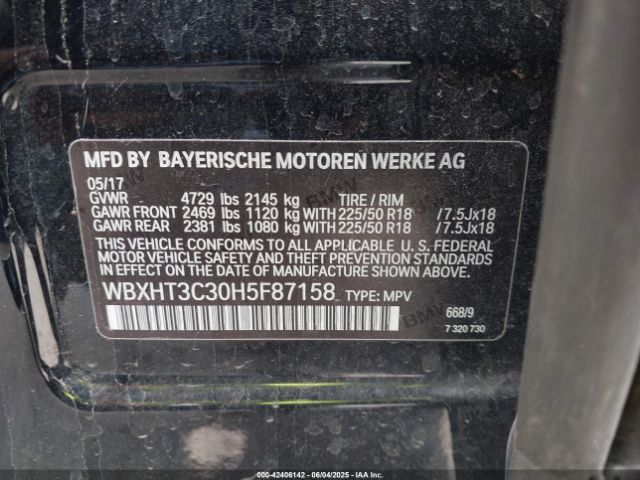 MFD BY BAYERISCHE MOTOREN WERKE AG
05/17
GVWR 4729 lbs 2145 kg TIRE / RIM
GAWR FRONT 2469 lbs 1120 kg WITH 225/50 R18 /7.5Jx18
GAWR REAR 2381 lbs 1080 kg WITH 225/50 R18 /7.5Jx18
THIS VEHICLE CONFORMS TO ALL APPLICABLE U. S. FEDERAL
MOTOR VEHICLE SAFETY AND THEFT PREVENTION STANDARDS
IN EFFECT ON THE DATE OF MANUFACTURE SHOWN ABOVE.
WBXHT3C30H5F87158 TYPE: MPV
668/9
7 320 730
000-42406142 - 06/04/2025 - IAAI.com